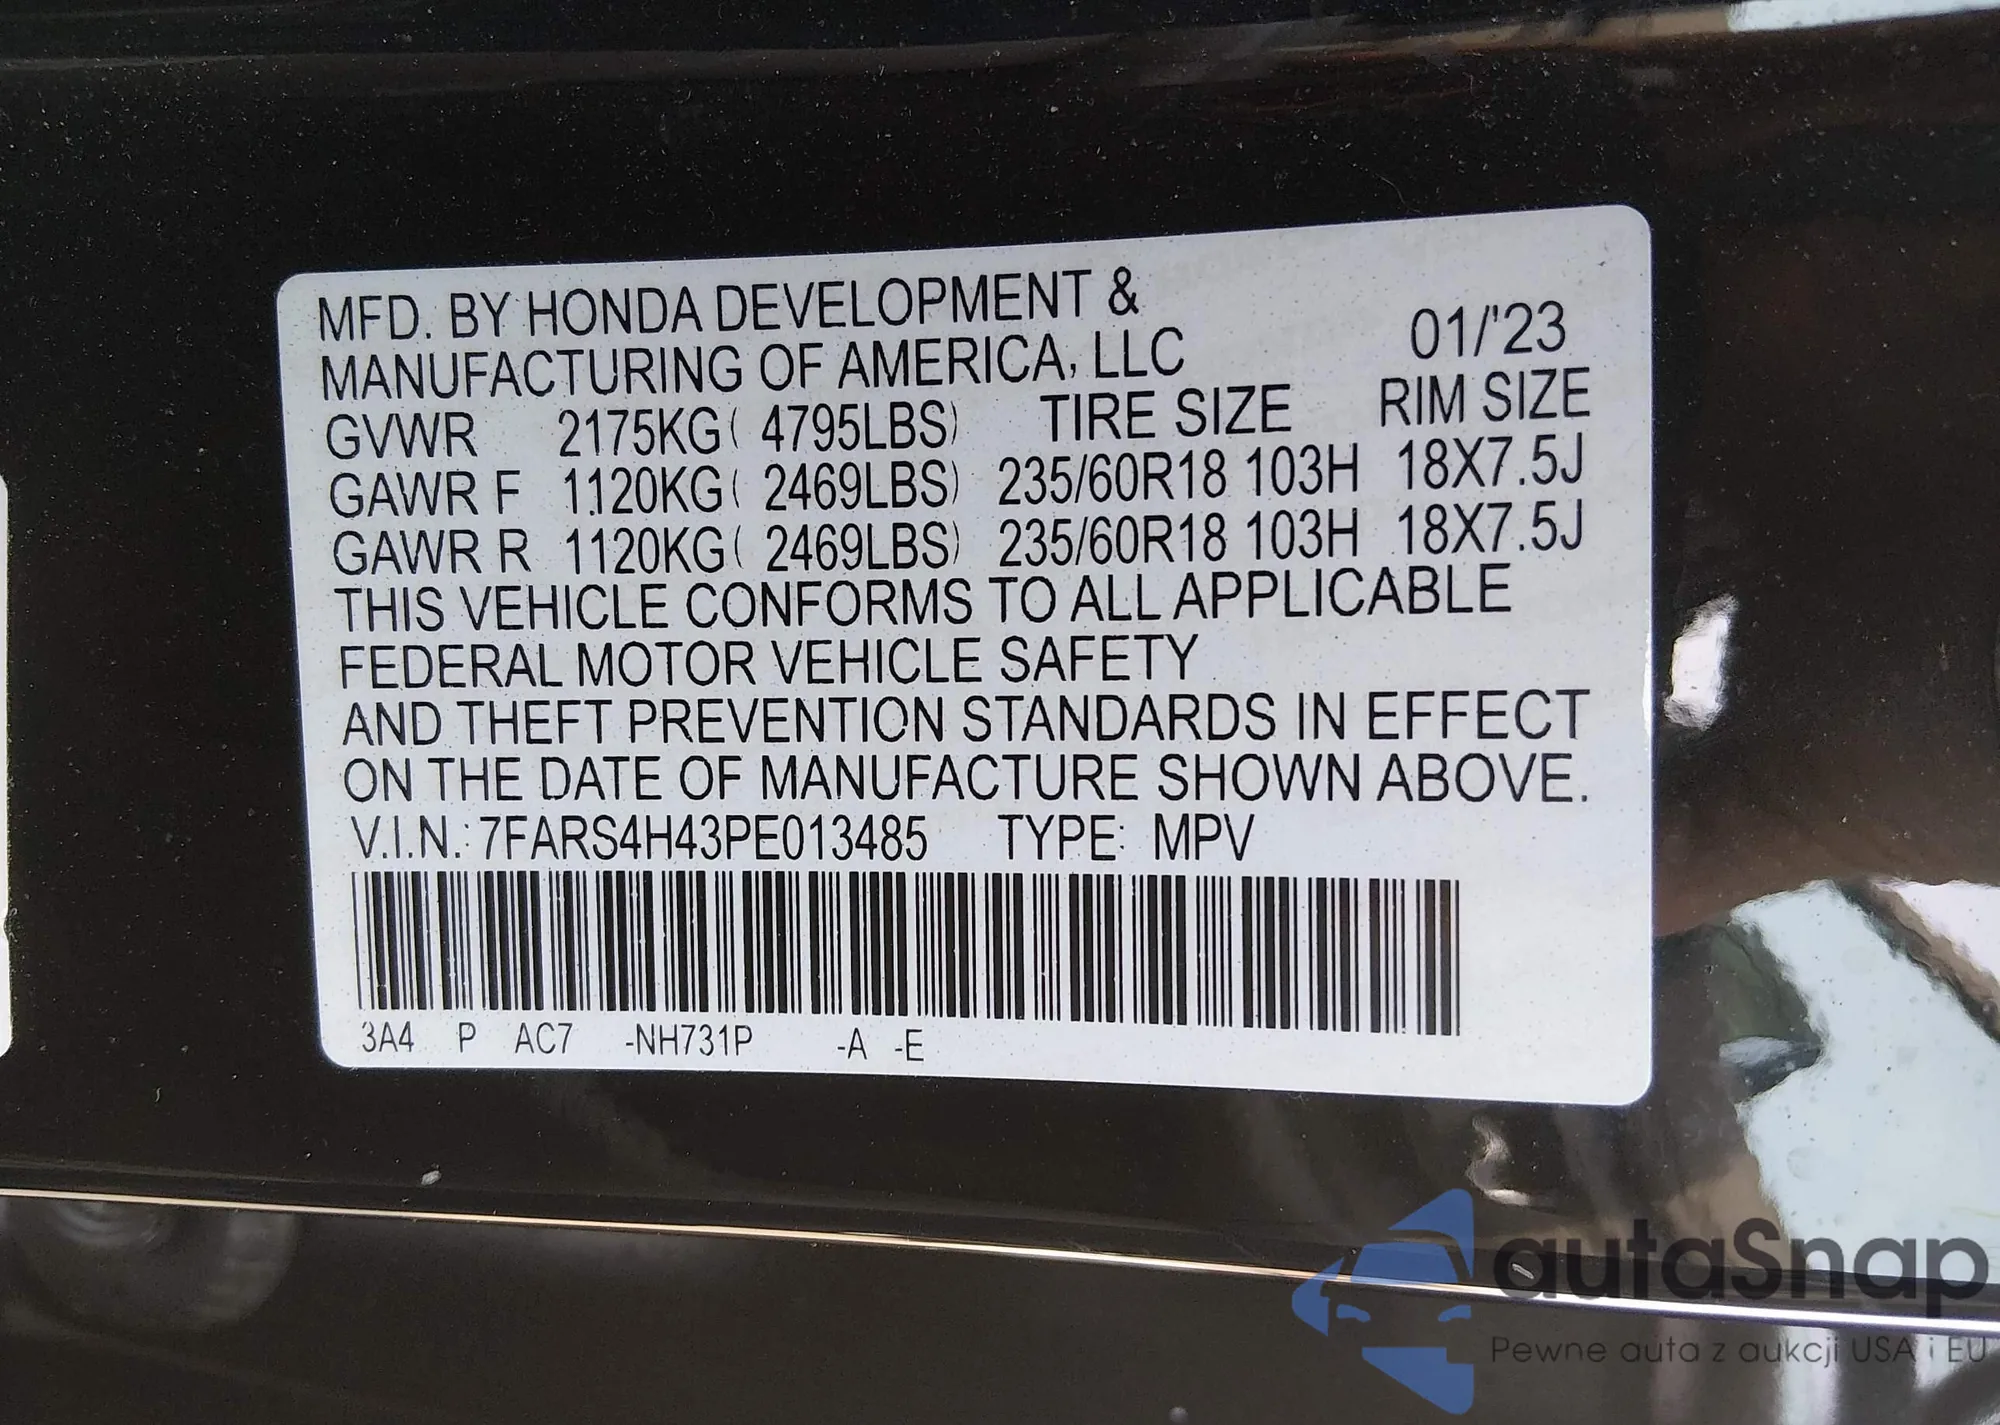 MFD. BY HONDA DEVELOPMENT &
MANUFACTURING OF AMERICA, LLC 01/'23
GVWR 2175KG( 4795LBS) TIRE SIZE RIM SIZE
GAWR F 1120KG( 2469LBS) 235/60R18 103H 18X7.5J
GAWR R 1120KG( 2469LBS) 235/60R18 103H 18X7.5J
THIS VEHICLE CONFORMS TO ALL APPLICABLE
FEDERAL MOTOR VEHICLE SAFETY
AND THEFT PREVENTION STANDARDS IN EFFECT
ON THE DATE OF MANUFACTURE SHOWN ABOVE.
V.I.N.: 7FARS4H43PE013485 TYPE: MPV
3A4 P AC7 -NH731P -A -E
autaSnap
Pewne auta z aukcji USA i EU